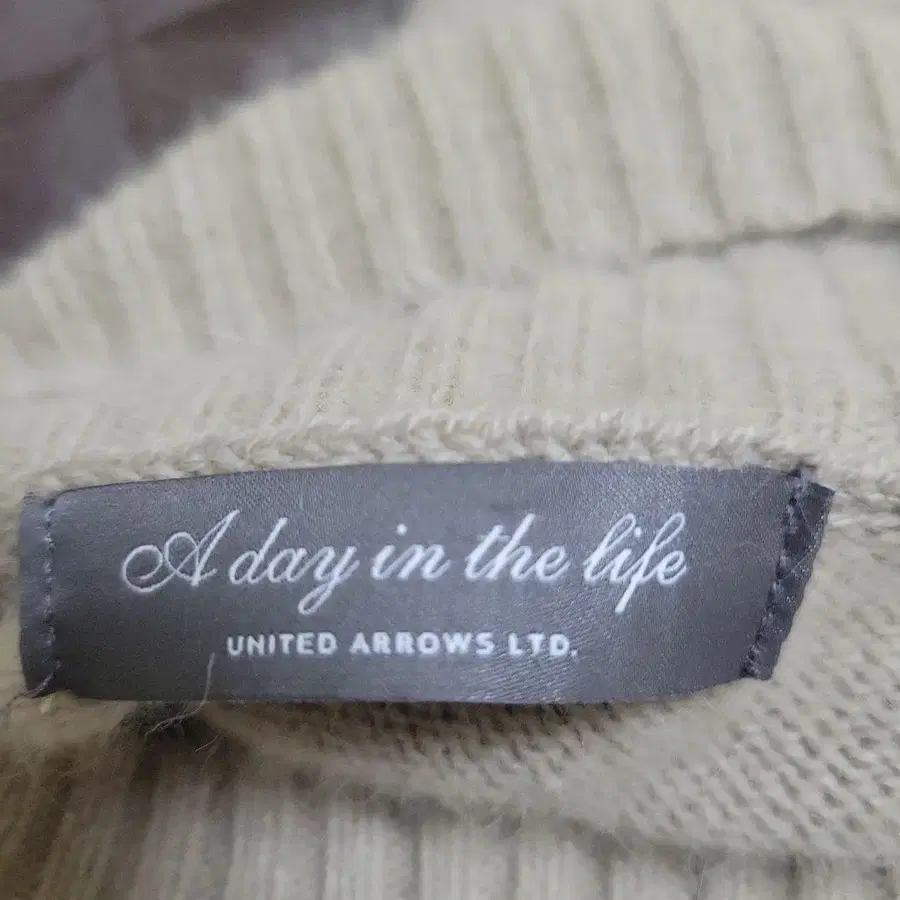 A day in the life
UNITED ARROWS LTD.